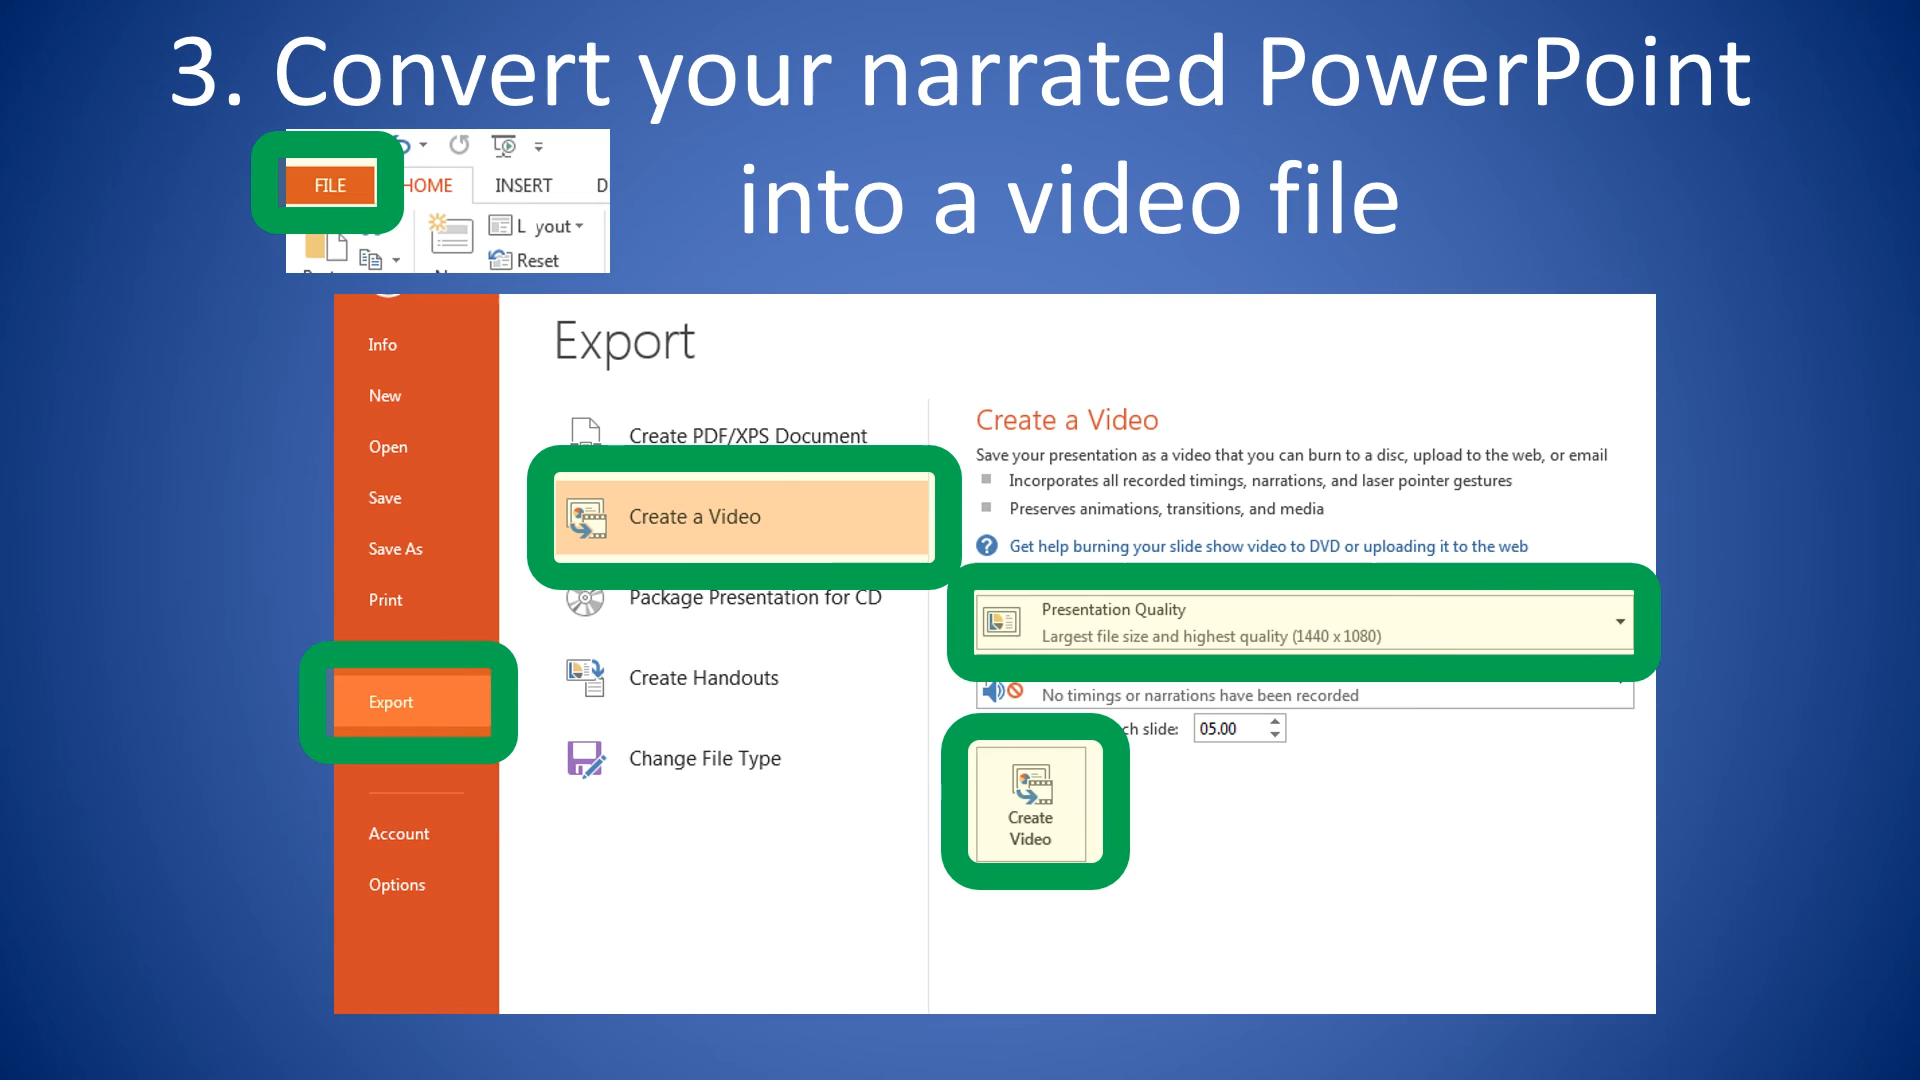 3. Convert your narrated PowerPoint
into a video file
FILE
HOME
INSERT
D
L yout
Reset
Info
New
Open
Save
Save As
Print
Export
Account
Options
Export
Create PDF/XPS Document
Create a Video
Package Presentation for CD
Create Handouts
Change File Type
Create a Video
Save your presentation as a video that you can burn to a disc, upload to the web, or email
Incorporates all recorded timings, narrations, and laser pointer gestures
Preserves animations, transitions, and media
Get help burning your slide show video to DVD or uploading it to the web
Presentation Quality
Largest file size and highest quality (1440 x 1080)
No timings or narrations have been recorded
ch slide: 05.00
Create
Video